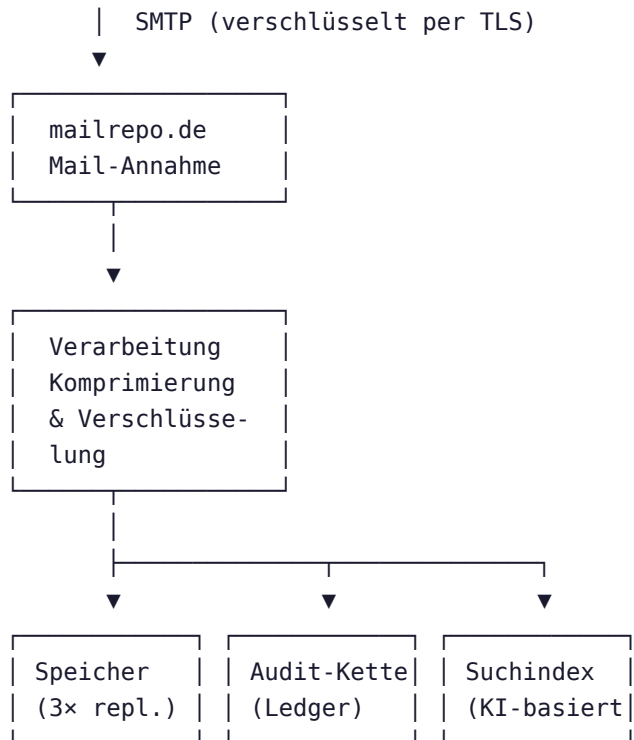 SMTP (verschlüsselt per TLS)
mailrepo.de
Mail-Annahme
Verarbeitung
Komprimierung
& Verschlüsse-
lung
Speicher
(3× repl.)
Audit-Kette
(Ledger)
Suchindex
(KI-basiert